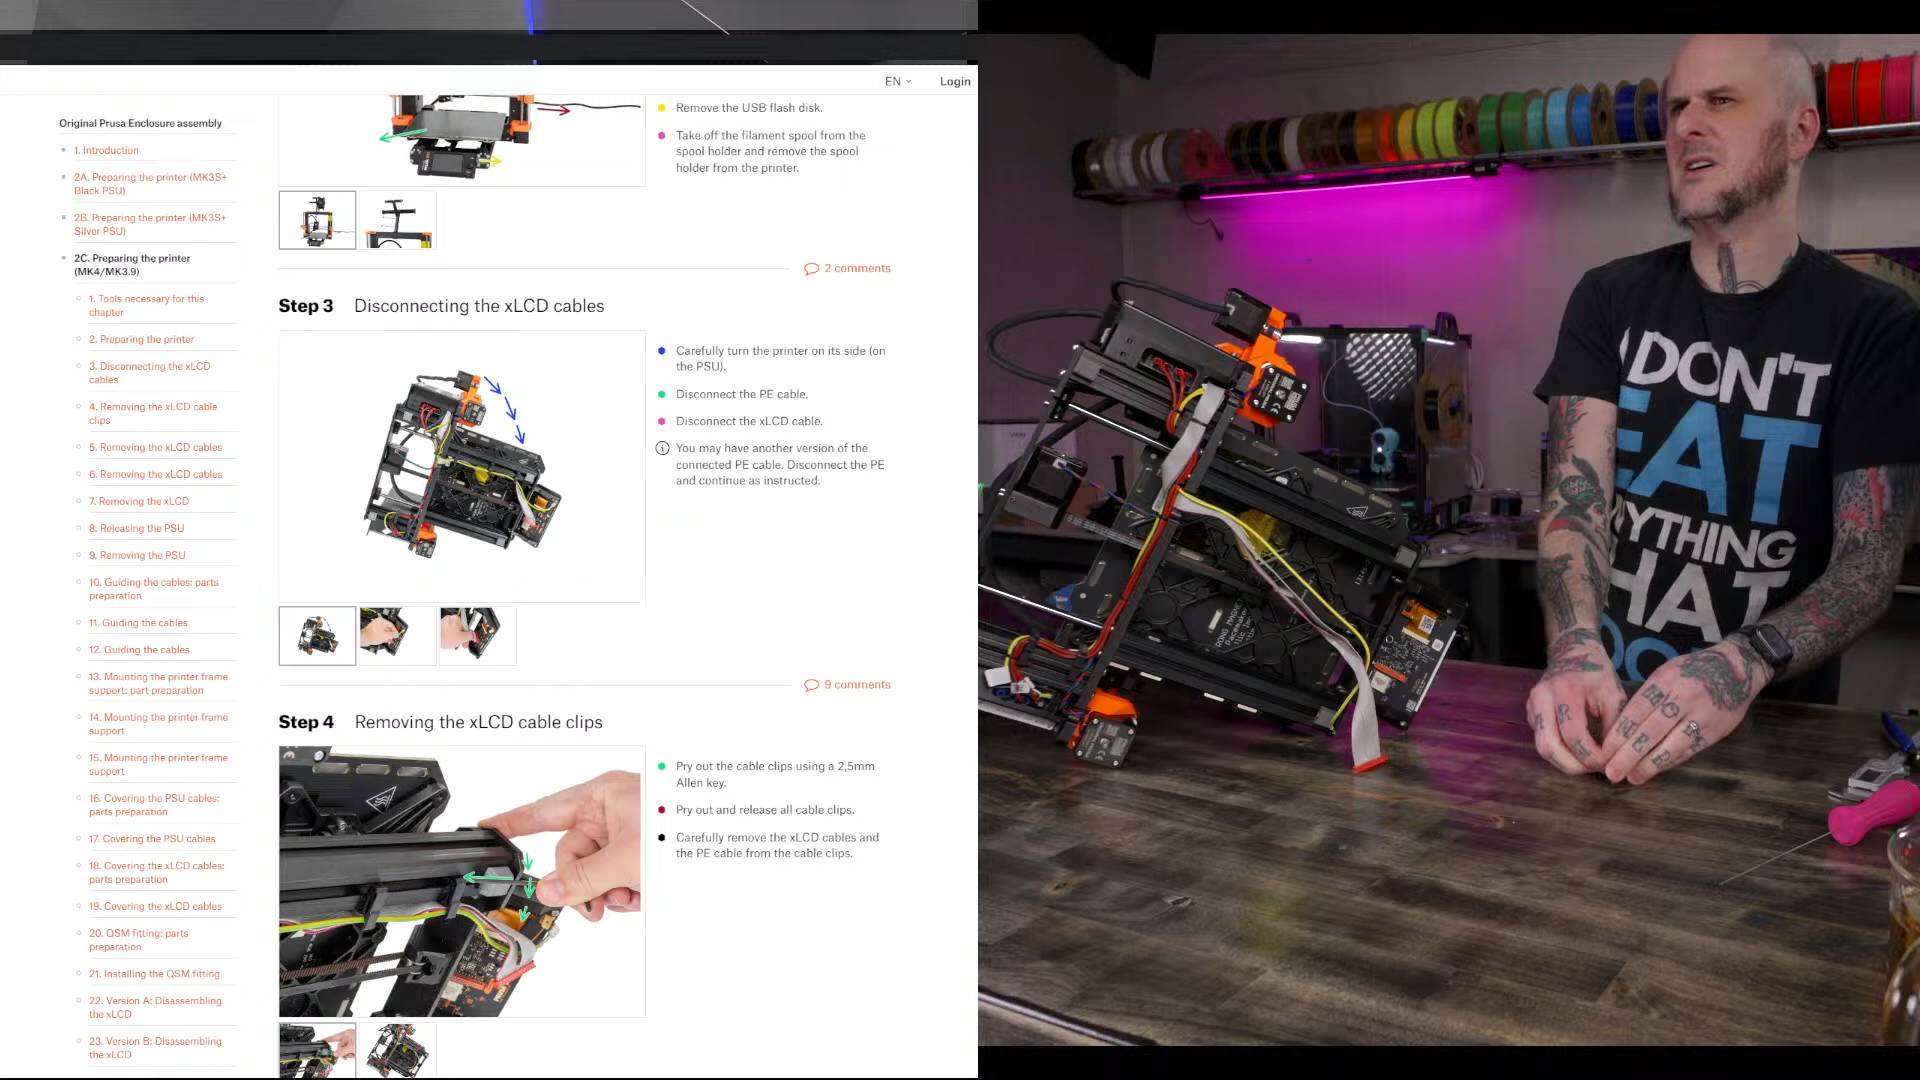 EN
Login
Original Prusa Enclosure assembly
1. Introduction
2A. Preparing the printer (MK3S+
Black PSU)
2B. Preparing the printer (MK3S+
Silver PSU)
2C. Preparing the printer
(MK4/MK3.9)
1. Tools necessary for this
chapter
2. Preparing the printer
3. Disconnecting the xLCD
cables
4. Removing the xLCD cable
clips
5. Removing the xLCD cables
6. Removing the xLCD cables
7. Removing the xLCD
8. Releasing the PSU
9. Removing the PSU
10. Guiding the cables: parts
preparation
11. Guiding the cables
12. Guiding the cables
13. Mounting the printer frame
support: part preparation
14. Mounting the printer frame
support
15. Mounting the printer frame
support
16. Covering the PSU cables:
parts preparation
17. Covering the PSU cables
18. Covering the xLCD cables:
parts preparation
19. Covering the xLCD cables
20. QSM fitting: parts
preparation
21. Installing the QSM fitting
22. Version A: Disassembling
the xLCD
23. Version B: Disassembling
the xLCD
Remove the USB flash disk.
Take off the filament spool from the
spool holder and remove the spool
holder from the printer.
2 comments
Step 3 Disconnecting the xLCD cables
Carefully turn the printer on its side (on
the PSU).
Disconnect the PE cable.
Disconnect the xLCD cable.
You may have another version of the
connected PE cable. Disconnect the PE
and continue as instructed.
9 comments
Step 4 Removing the xLCD cable clips
Pry out the cable clips using a 2,5mm
Allen key.
Pry out and release all cable clips.
Carefully remove the xLCD cables and
the PE cable from the cable clips.
I DON'T
EAT
NYTHING
HAT